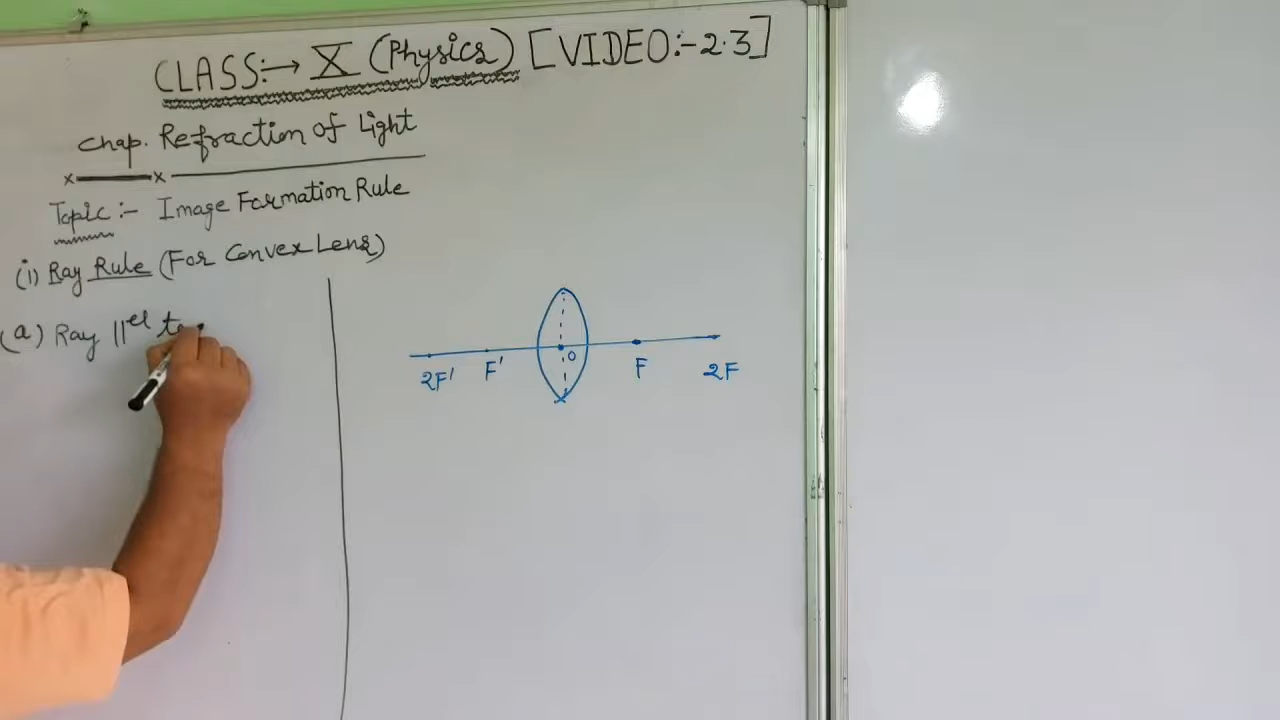 CLASS:→ X (Physics) [VIDEO:-2.3]
Chap. Refraction of Light
Topic:- Image Formation Rule
(i) Ray Rule (For Convex Lens)
(a) Ray ||el to
2F' F' O F 2F